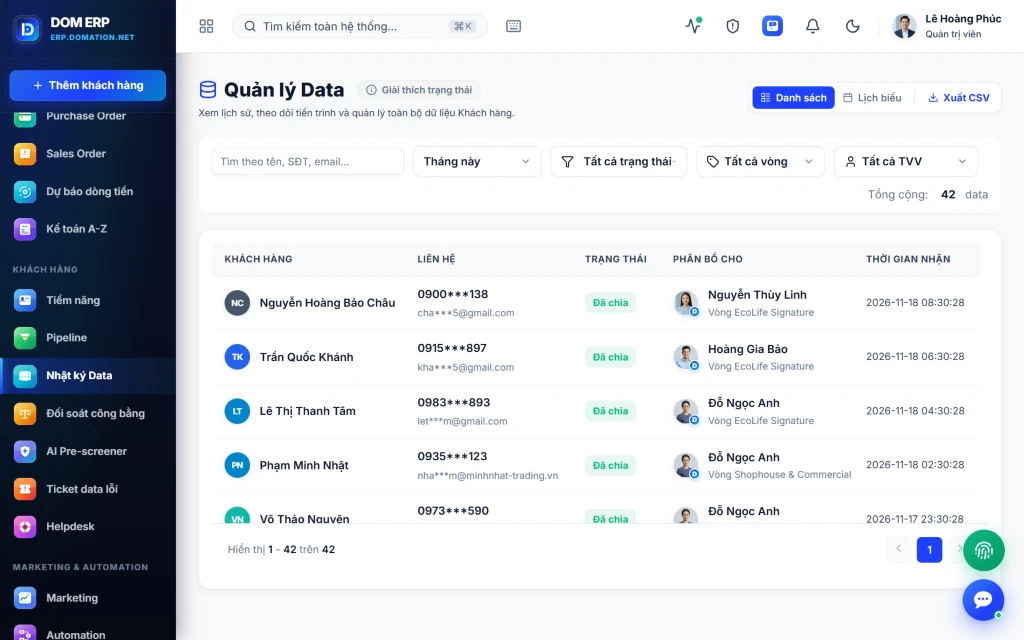 DOM ERP
ERP.DOMATION.NET
+ Thêm khách hàng
Purchase Order
Sales Order
Dự báo dòng tiền
Kế toán A-Z
KHÁCH HÀNG
Tiềm năng
Pipeline
Nhật ký Data
Đối soát công bằng
AI Pre-screener
Ticket data lỗi
Helpdesk
MARKETING & AUTOMATION
Marketing
Automation
Tìm kiếm toàn hệ thống...
⌘K
Lê Hoàng Phúc
Quản trị viên
Quản lý Data
Giải thích trạng thái
Xem lịch sử, theo dõi tiến trình và quản lý toàn bộ dữ liệu Khách hàng.
Danh sách
Lịch biểu
Xuất CSV
Tìm theo tên, SĐT, email...
Tháng này
Tất cả trạng thái
Tất cả vòng
Tất cả TVV
Tổng cộng: 42 data
KHÁCH HÀNG LIÊN HỆ TRẠNG THÁI PHÂN BỔ CHO THỜI GIAN NHẬN
NC Nguyễn Hoàng Bảo Châu 0900***138 Đã chia Nguyễn Thùy Linh 2026-11-18 08:30:28
cha***5@gmail.com Vòng EcoLife Signature
TK Trần Quốc Khánh 0915***897 Đã chia Hoàng Gia Bảo 2026-11-18 06:30:28
kha***5@gmail.com Vòng EcoLife Signature
LT Lê Thị Thanh Tâm 0983***893 Đã chia Đỗ Ngọc Anh 2026-11-18 04:30:28
let***m@gmail.com Vòng EcoLife Signature
PN Phạm Minh Nhật 0935***123 Đã chia Đỗ Ngọc Anh 2026-11-18 02:30:28
nha***m@minhnhat-trading.vn Vòng Shophouse & Commercial
VN Võ Thảo Nguyên 0973***590 Đã chia Đỗ Ngọc Anh 2026-11-17 23:30:28
Hiển thị 1 - 42 trên 42
1